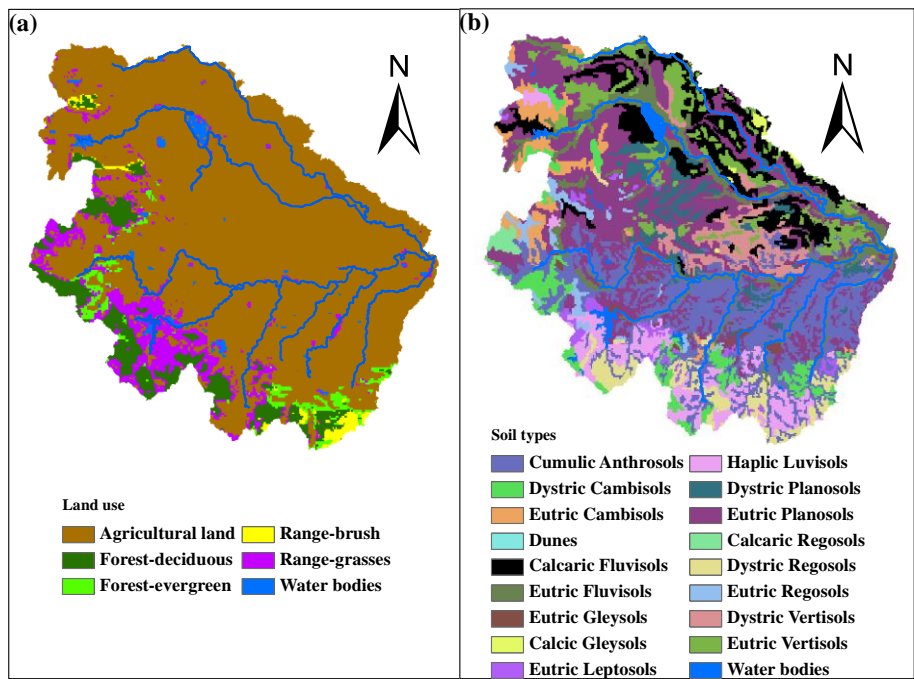 (a)
N
Land use
Agricultural land Range-brush
Forest-deciduous Range-grasses
Forest-evergreen Water bodies
(b)
N
Soil types
Cumulic Anthrosols Haplic Luvisols
Dystric Cambisols Dystric Planosols
Eutric Cambisols Eutric Planosols
Dunes Calcaric Regosols
Calcaric Fluvisols Dystric Regosols
Eutric Fluvisols Eutric Regosols
Eutric Gleysols Dystric Vertisols
Calcic Gleysols Eutric Vertisols
Eutric Leptosols Water bodies